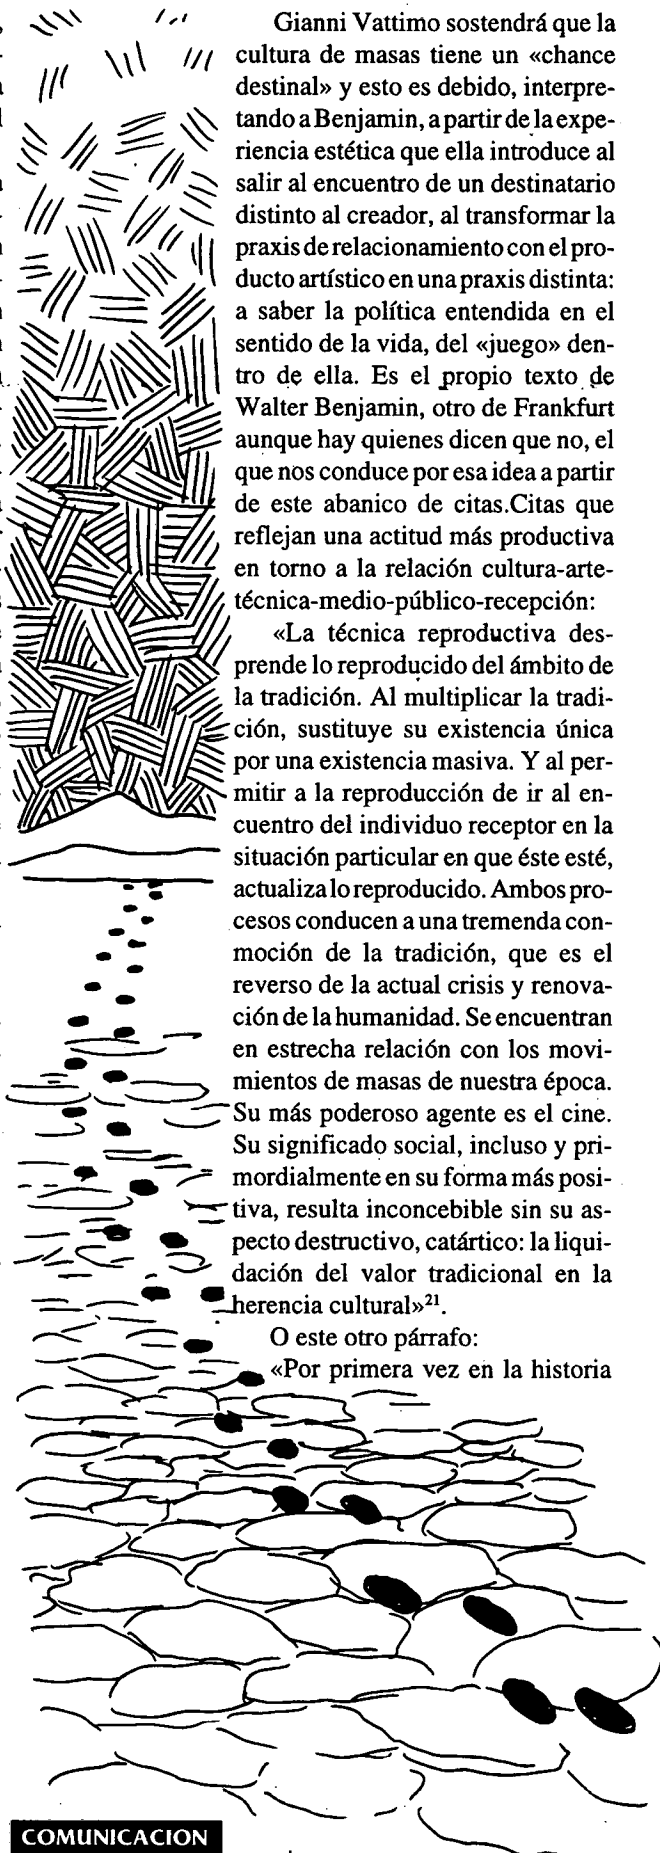 Gianni Vattimo sostendrá que la
cultura de masas tiene un «chance
destinal» y esto es debido, interpre-
tando a Benjamin, a partir de la expe-
riencia estética que ella introduce al
salir al encuentro de un destinatario
distinto al creador, al transformar la
praxis de relacionamiento con el pro-
ducto artístico en una praxis distinta:
a saber la política entendida en el
sentido de la vida, del «juego» den-
tro de ella. Es el propio texto de
Walter Benjamin, otro de Frankfurt
aunque hay quienes dicen que no, el
que nos conduce por esa idea a partir
de este abanico de citas.Citas que
reflejan una actitud más productiva
en torno a la relación cultura-arte-
técnica-medio-público-recepción:
«La técnica reproductiva des-
prende lo reproducido del ámbito de
la tradición. Al multiplicar la tradi-
ción, sustituye su existencia única
por una existencia masiva. Y al per-
mitir a la reproducción de ir al en-
cuentro del individuo receptor en la
situación particular en que éste esté,
actualiza lo reproducido. Ambos pro-
cesos conducen a una tremenda con-
moción de la tradición, que es el
reverso de la actual crisis y renova-
ción de la humanidad. Se encuentran
en estrecha relación con los movi-
mientos de masas de nuestra época.
Su más poderoso agente es el cine.
Su significado social, incluso y pri-
mordialmente en su forma más posi-
tiva, resulta inconcebible sin su as-
pecto destructivo, catártico: la liqui-
dación del valor tradicional en la
herencia cultural»²¹.
O este otro párrafo:
«Por primera vez en la historia
COMUNICACION